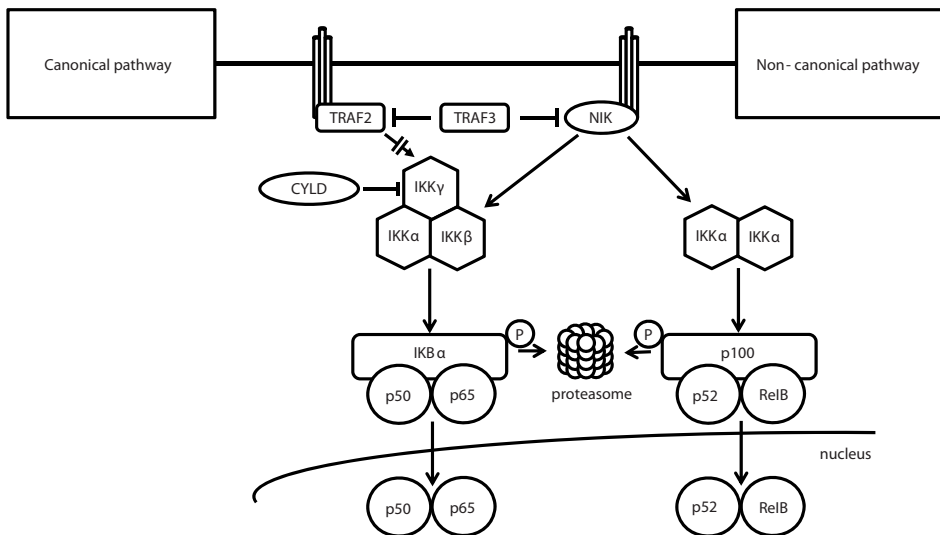 Canonical pathway
Non-canonical pathway
TRAF2
TRAF3
NIK
CYLD
IKKγ
IKKα
IKKβ
IKKα
IKKα
P
P
IKBα
p100
p50
p65
proteasome
p52
RelB
nucleus
p50
p65
p52
RelB